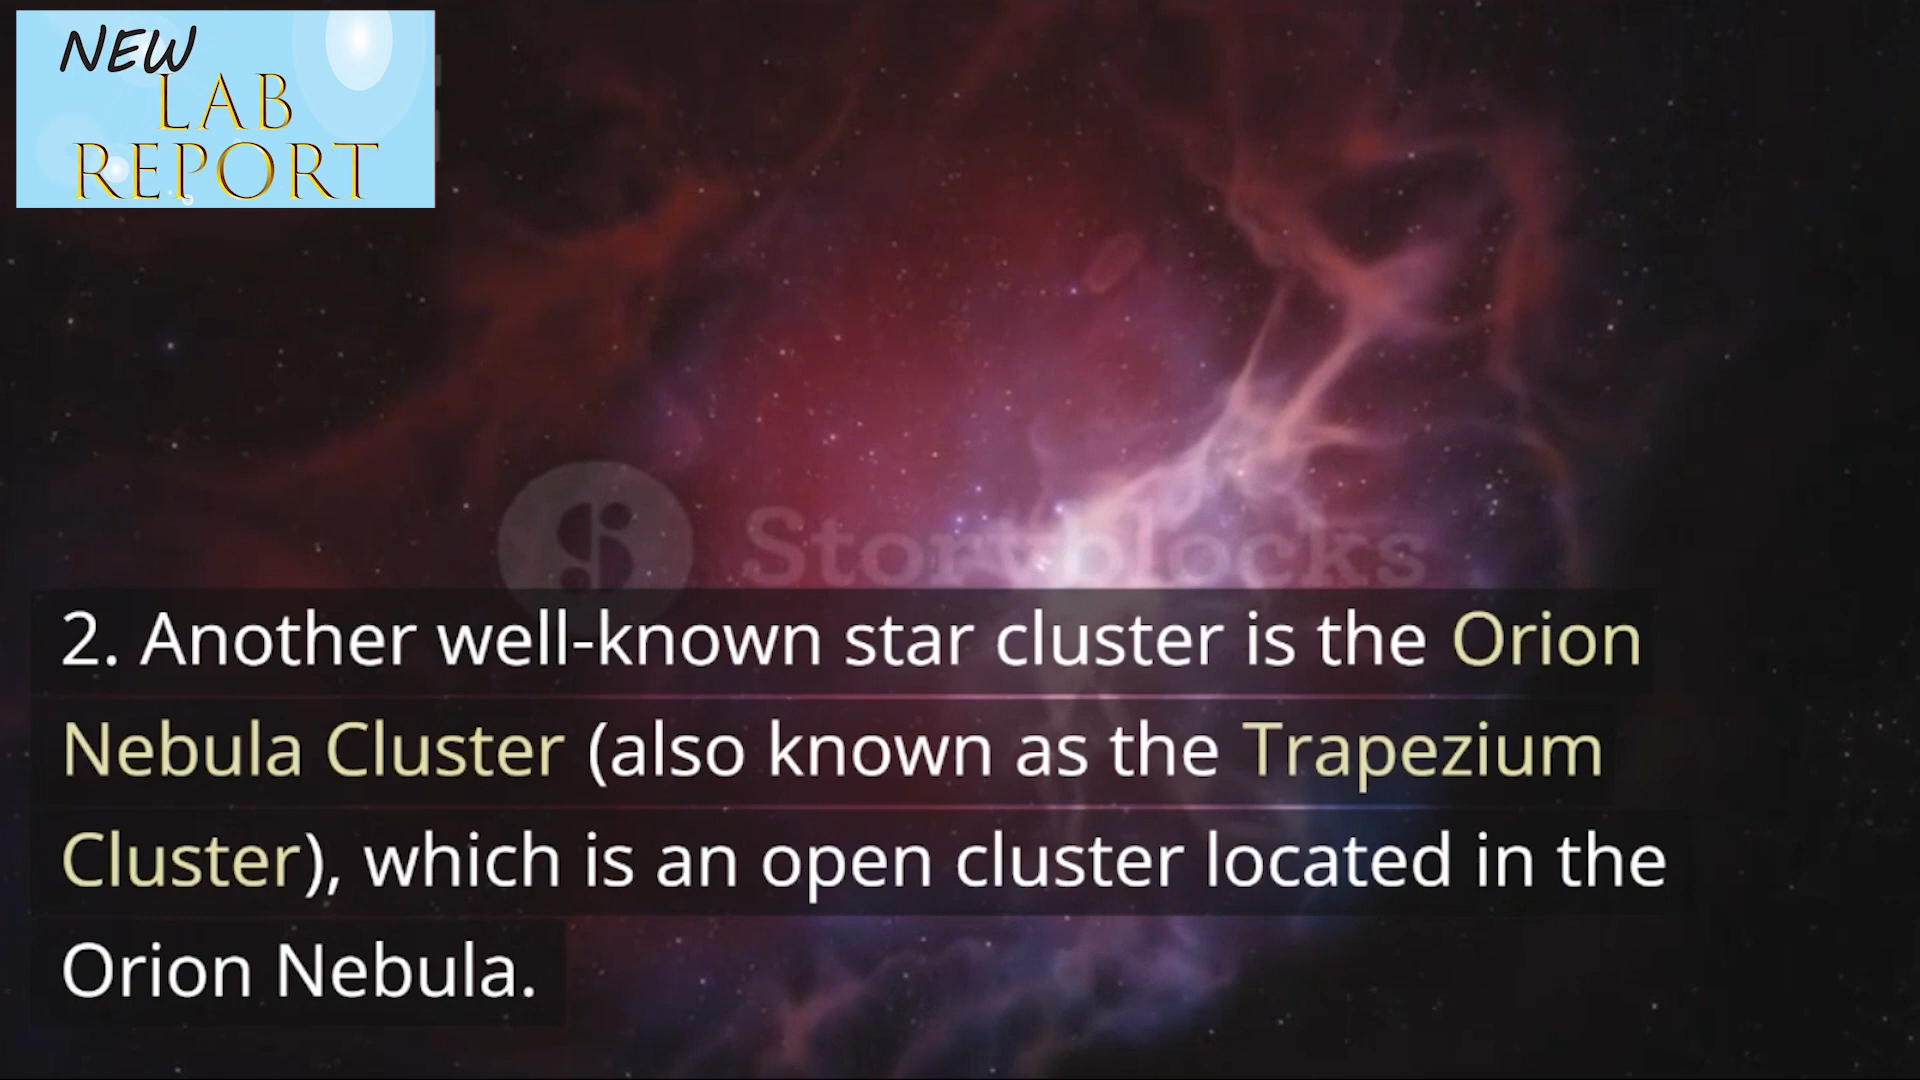 NEW
LAB
REPORT
Storyblocks
2. Another well-known star cluster is the Orion
Nebula Cluster (also known as the Trapezium
Cluster), which is an open cluster located in the
Orion Nebula.